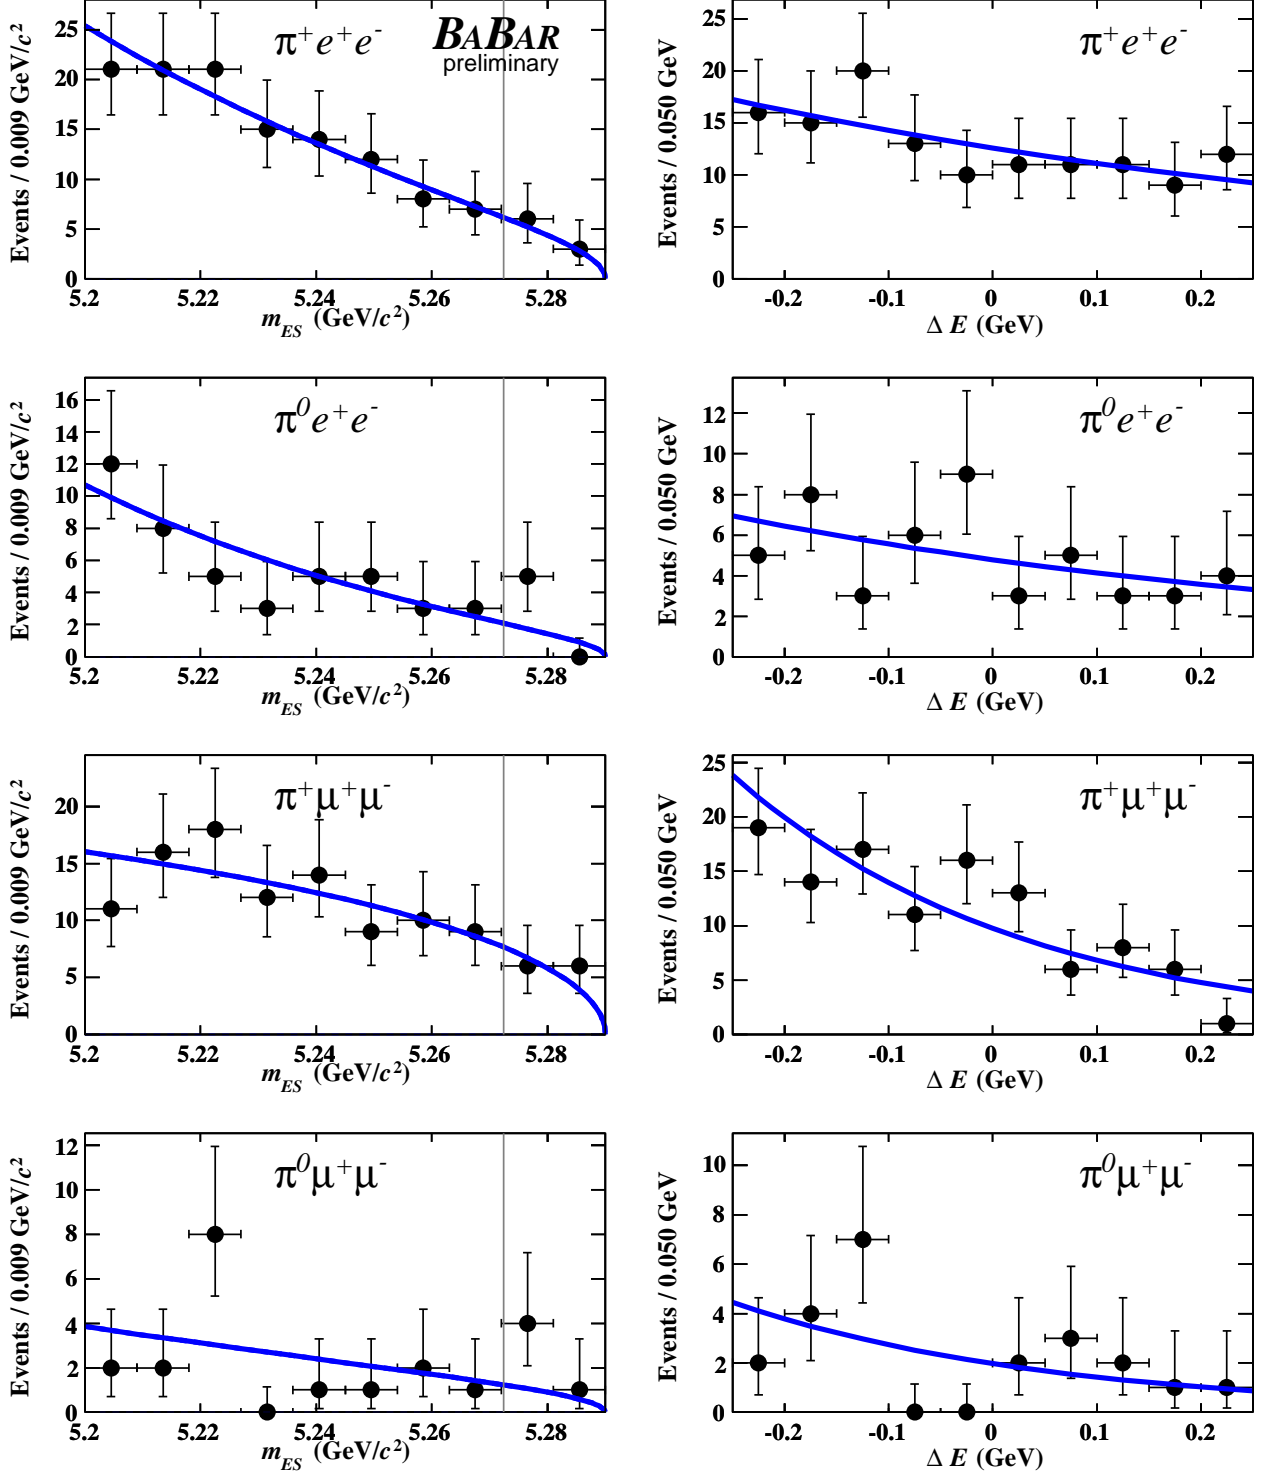 π⁺e⁺e⁻
BABAR
preliminary
Events / 0.009 GeV/c²
25
20
15
10
5
0
5.2 5.22 5.24 5.26 5.28
m_ES (GeV/c²)
π⁺e⁺e⁻
Events / 0.050 GeV
25
20
15
10
5
0
-0.2 -0.1 0 0.1 0.2
Δ E (GeV)
π⁰e⁺e⁻
Events / 0.009 GeV/c²
16
14
12
10
8
6
4
2
0
5.2 5.22 5.24 5.26 5.28
m_ES (GeV/c²)
π⁰e⁺e⁻
Events / 0.050 GeV
12
10
8
6
4
2
0
-0.2 -0.1 0 0.1 0.2
Δ E (GeV)
π⁺μ⁺μ⁻
Events / 0.009 GeV/c²
20
15
10
5
0
5.2 5.22 5.24 5.26 5.28
m_ES (GeV/c²)
π⁺μ⁺μ⁻
Events / 0.050 GeV
25
20
15
10
5
0
-0.2 -0.1 0 0.1 0.2
Δ E (GeV)
π⁰μ⁺μ⁻
Events / 0.009 GeV/c²
12
10
8
6
4
2
0
5.2 5.22 5.24 5.26 5.28
m_ES (GeV/c²)
π⁰μ⁺μ⁻
Events / 0.050 GeV
10
8
6
4
2
0
-0.2 -0.1 0 0.1 0.2
Δ E (GeV)